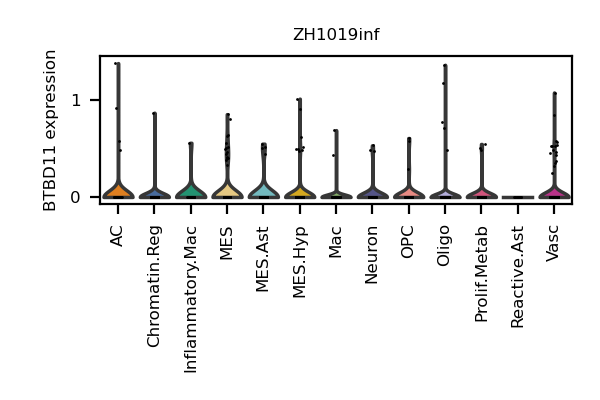 ZH1019inf
BTBD11 expression
1
0
AC
Chromatin.Reg
Inflammatory.Mac
MES
MES.Ast
MES.Hyp
Mac
Neuron
OPC
Oligo
Prolif.Metab
Reactive.Ast
Vasc